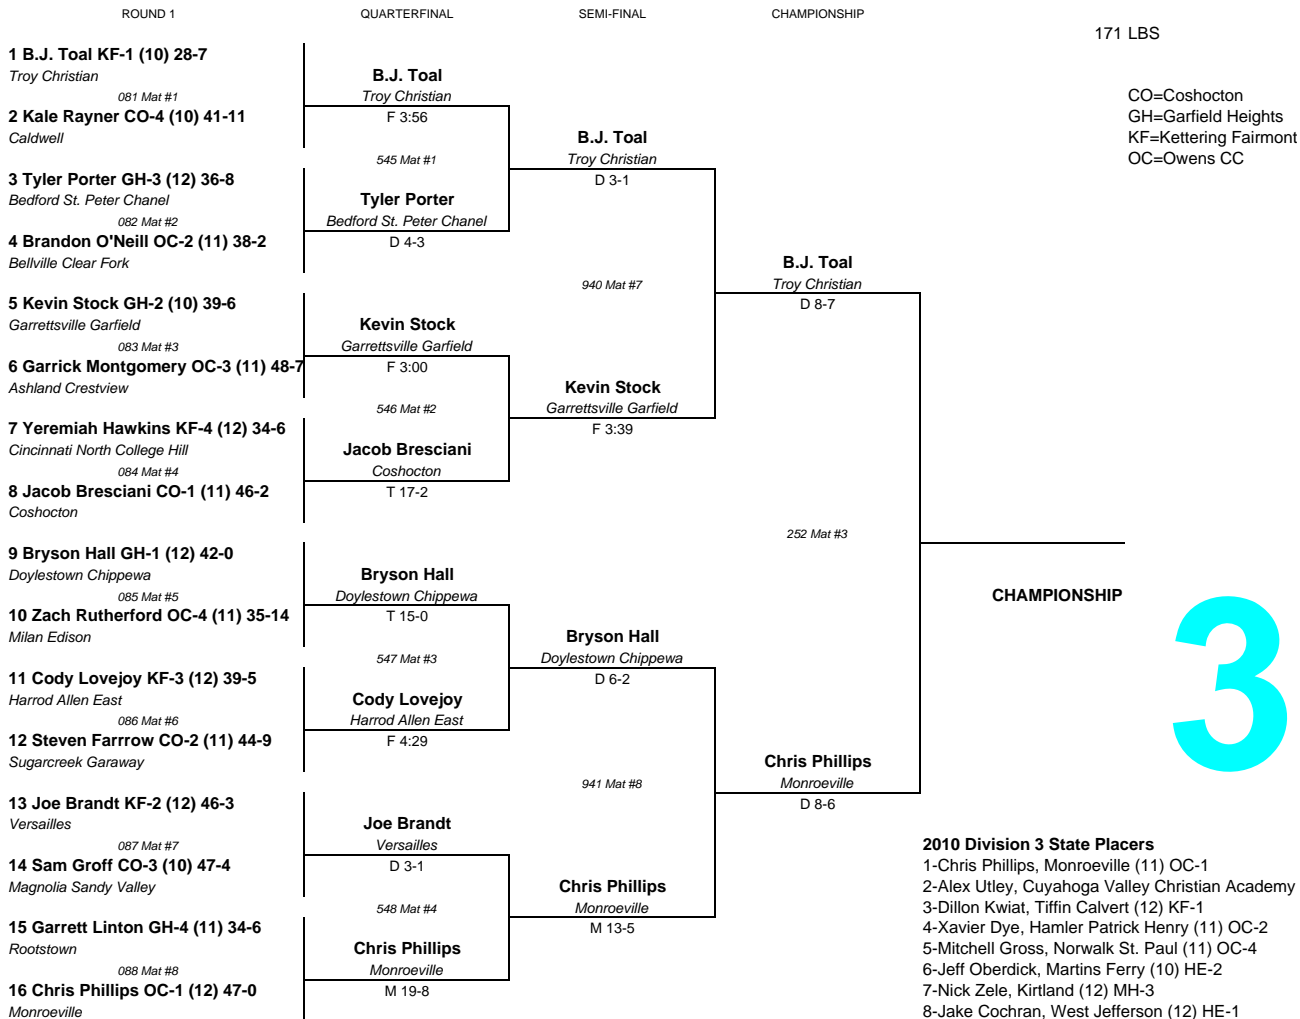 ROUND 1 QUARTERFINAL SEMI-FINAL CHAMPIONSHIP
171 LBS
CO=Coshocton
GH=Garfield Heights
KF=Kettering Fairmont
OC=Owens CC
1 B.J. Toal KF-1 (10) 28-7
Troy Christian
081 Mat #1
2 Kale Rayner CO-4 (10) 41-11
Caldwell
3 Tyler Porter GH-3 (12) 36-8
Bedford St. Peter Chanel
082 Mat #2
4 Brandon O'Neill OC-2 (11) 38-2
Bellville Clear Fork
5 Kevin Stock GH-2 (10) 39-6
Garrettsville Garfield
083 Mat #3
6 Garrick Montgomery OC-3 (11) 48-7
Ashland Crestview
7 Yeremiah Hawkins KF-4 (12) 34-6
Cincinnati North College Hill
084 Mat #4
8 Jacob Bresciani CO-1 (11) 46-2
Coshocton
9 Bryson Hall GH-1 (12) 42-0
Doylestown Chippewa
085 Mat #5
10 Zach Rutherford OC-4 (11) 35-14
Milan Edison
11 Cody Lovejoy KF-3 (12) 39-5
Harrod Allen East
086 Mat #6
12 Steven Farrrow CO-2 (11) 44-9
Sugarcreek Garaway
13 Joe Brandt KF-2 (12) 46-3
Versailles
087 Mat #7
14 Sam Groff CO-3 (10) 47-4
Magnolia Sandy Valley
15 Garrett Linton GH-4 (11) 34-6
Rootstown
088 Mat #8
16 Chris Phillips OC-1 (12) 47-0
Monroeville
B.J. Toal
Troy Christian
F 3:56
545 Mat #1
Tyler Porter
Bedford St. Peter Chanel
D 4-3
Kevin Stock
Garrettsville Garfield
F 3:00
546 Mat #2
Jacob Bresciani
Coshocton
T 17-2
Bryson Hall
Doylestown Chippewa
T 15-0
547 Mat #3
Cody Lovejoy
Harrod Allen East
F 4:29
Joe Brandt
Versailles
D 3-1
548 Mat #4
Chris Phillips
Monroeville
M 19-8
B.J. Toal
Troy Christian
D 3-1
940 Mat #7
Kevin Stock
Garrettsville Garfield
F 3:39
Bryson Hall
Doylestown Chippewa
D 6-2
941 Mat #8
Chris Phillips
Monroeville
M 13-5
B.J. Toal
Troy Christian
D 8-7
252 Mat #3
Chris Phillips
Monroeville
D 8-6
CHAMPIONSHIP
3
2010 Division 3 State Placers
1-Chris Phillips, Monroeville (11) OC-1
2-Alex Utley, Cuyahoga Valley Christian Academy
3-Dillon Kwiat, Tiffin Calvert (12) KF-1
4-Xavier Dye, Hamler Patrick Henry (11) OC-2
5-Mitchell Gross, Norwalk St. Paul (11) OC-4
6-Jeff Oberdick, Martins Ferry (10) HE-2
7-Nick Zele, Kirtland (12) MH-3
8-Jake Cochran, West Jefferson (12) HE-1